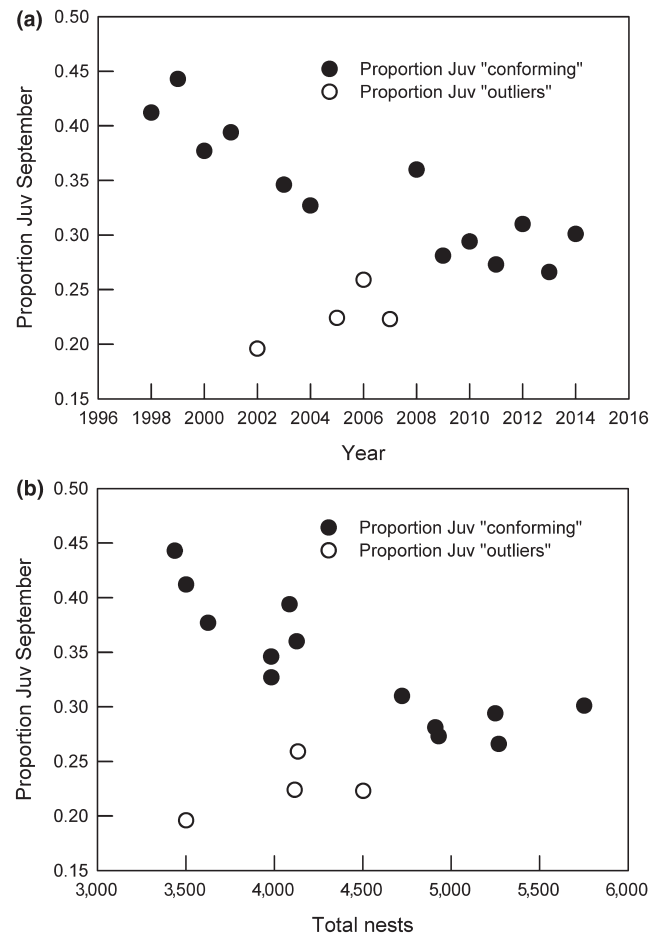 (a)
0.50
0.45
0.40
0.35
0.30
0.25
0.20
0.15
Proportion Juv September
Proportion Juv "conforming"
Proportion Juv "outliers"
1996 1998 2000 2002 2004 2006 2008 2010 2012 2014 2016
Year
(b)
0.50
0.45
0.40
0.35
0.30
0.25
0.20
0.15
Proportion Juv September
Proportion Juv "conforming"
Proportion Juv "outliers"
3,000 3,500 4,000 4,500 5,000 5,500 6,000
Total nests